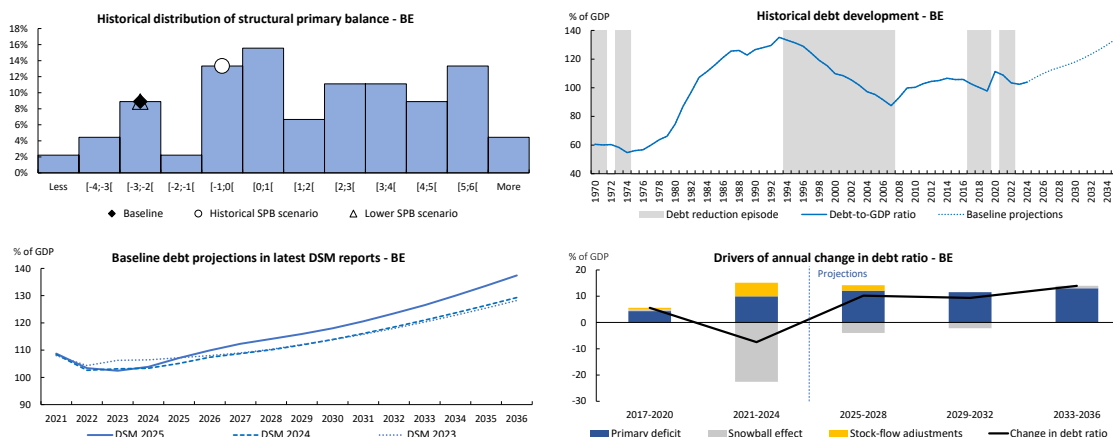 Historical distribution of structural primary balance - BE
18%
16%
14%
12%
10%
8%
6%
4%
2%
0%
Less [-4;-3[ [-3;-2[ [-2;-1[ [-1;0[ [0;1[ [1;2[ [2;3[ [3;4[ [4;5[ [5;6[ More
Baseline Historical SPB scenario Lower SPB scenario
% of GDP
Historical debt development - BE
140
120
100
80
60
40
1970 1972 1974 1976 1978 1980 1982 1984 1986 1988 1990 1992 1994 1996 1998 2000 2002 2004 2006 2008 2010 2012 2014 2016 2018 2020 2022 2024 2026 2028 2030 2032 2034
Debt reduction episode Debt-to-GDP ratio Baseline projections
% of GDP
Baseline debt projections in latest DSM reports - BE
140
130
120
110
100
90
2021 2022 2023 2024 2025 2026 2027 2028 2029 2030 2031 2032 2033 2034 2035 2036
DSM 2025 DSM 2024 DSM 2023
% of GDP
Drivers of annual change in debt ratio - BE
Projections
20
10
0
-10
-20
-30
2017-2020 2021-2024 2025-2028 2029-2032 2033-2036
Primary deficit Snowball effect Stock-flow adjustments Change in debt ratio